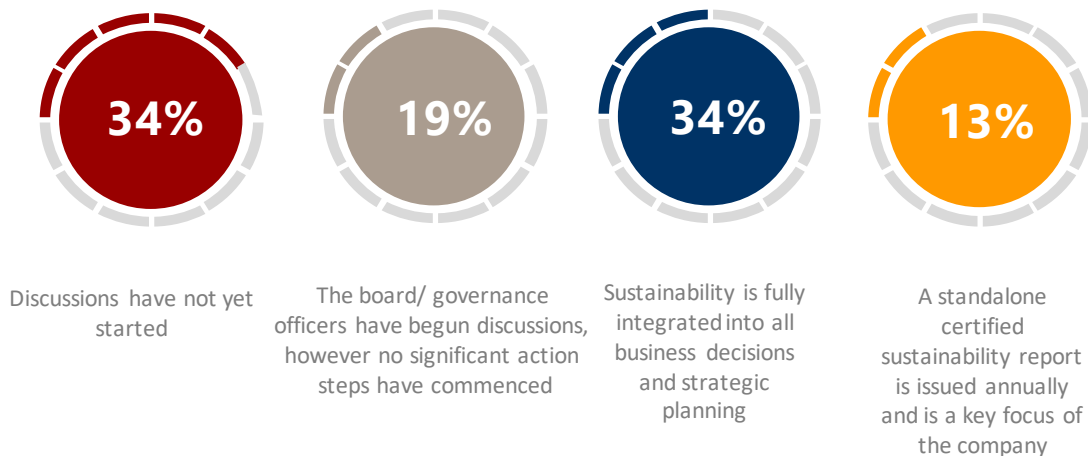 34%
19%
34%
13%
Discussions have not yet
started
The board/ governance
officers have begun discussions,
however no significant action
steps have commenced
Sustainability is fully
integrated into all
business decisions
and strategic
planning
A standalone
certified
sustainability report
is issued annually
and is a key focus of
the company